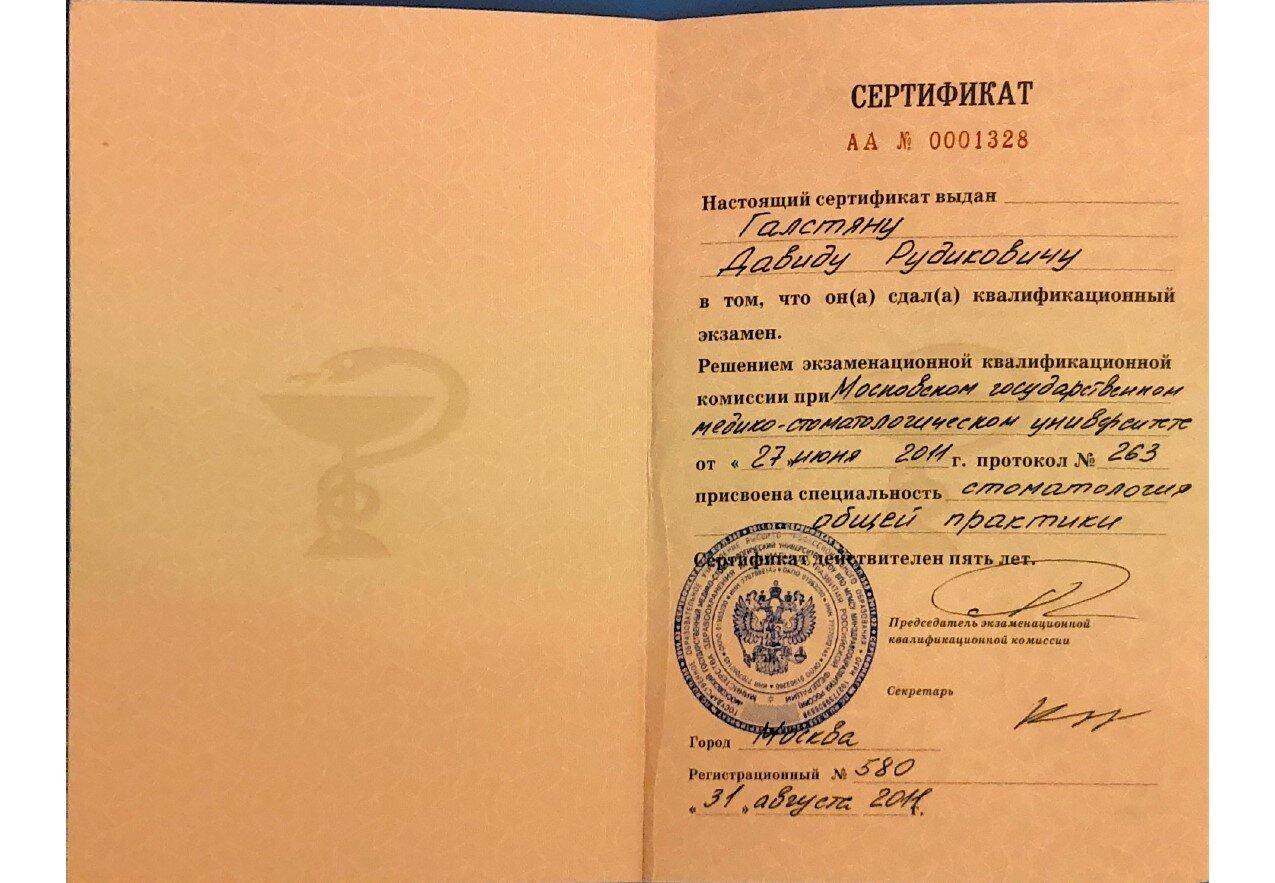 СЕРТИФИКАТ
АА № 0001328
Настоящий сертификат выдан
Галстяну
Давиду Рудиковичу
в том, что он(а) сдал(а) квалификационный
экзамен.
Решением экзаменационной квалификационной
комиссии при Московском государственном
медико-стоматологическом университете
от « 27 » июня 2011 г. протокол № 263
присвоена специальность стоматология
общей практики
Сертификат действителен пять лет.
Председатель экзаменационной
квалификационной комиссии
Секретарь
Город Москва
Регистрационный № 580
« 31 » августа 2011 г.